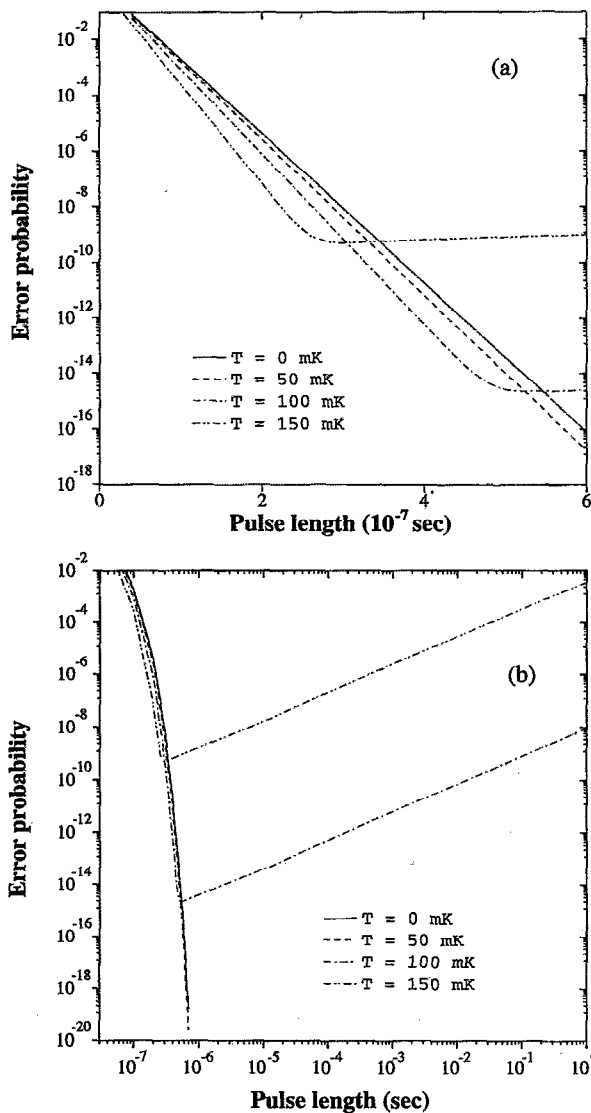 10⁻²
10⁻⁴
10⁻⁶
10⁻⁸
10⁻¹⁰
10⁻¹²
10⁻¹⁴
10⁻¹⁶
10⁻¹⁸
Error probability
(a)
T = 0 mK
T = 50 mK
T = 100 mK
T = 150 mK
0 2 4 6
Pulse length (10⁻⁷ sec)
10⁻²
10⁻⁴
10⁻⁶
10⁻⁸
10⁻¹⁰
10⁻¹²
10⁻¹⁴
10⁻¹⁶
10⁻¹⁸
10⁻²⁰
Error probability
(b)
T = 0 mK
T = 50 mK
T = 100 mK
T = 150 mK
10⁻⁷ 10⁻⁶ 10⁻⁵ 10⁻⁴ 10⁻³ 10⁻² 10⁻¹
Pulse length (sec)